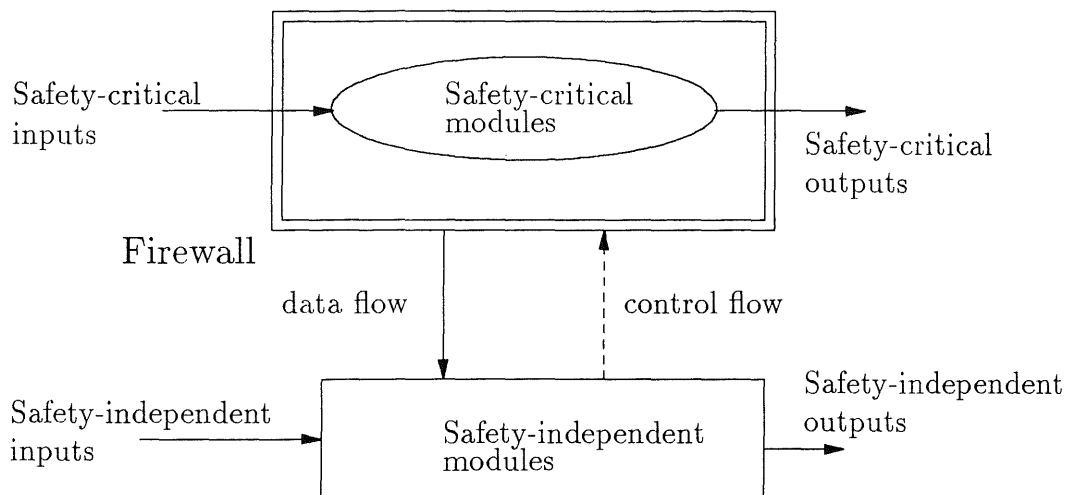 Safety-critical
inputs
Safety-critical
modules
Safety-critical
outputs
Firewall
data flow
control flow
Safety-independent
inputs
Safety-independent
modules
Safety-independent
outputs